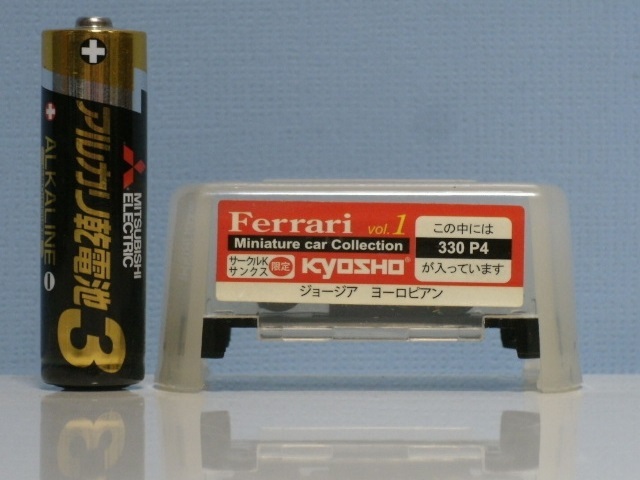 アルカリ乾電池3
ALKALINE
MITSUBISHI
ELECTRIC
Ferrari vol.1
Miniature car Collection
サークルK
サンクス
限定
KYOSHO
この中には
330 P4
が入っています
ジョージア ヨーロピアン